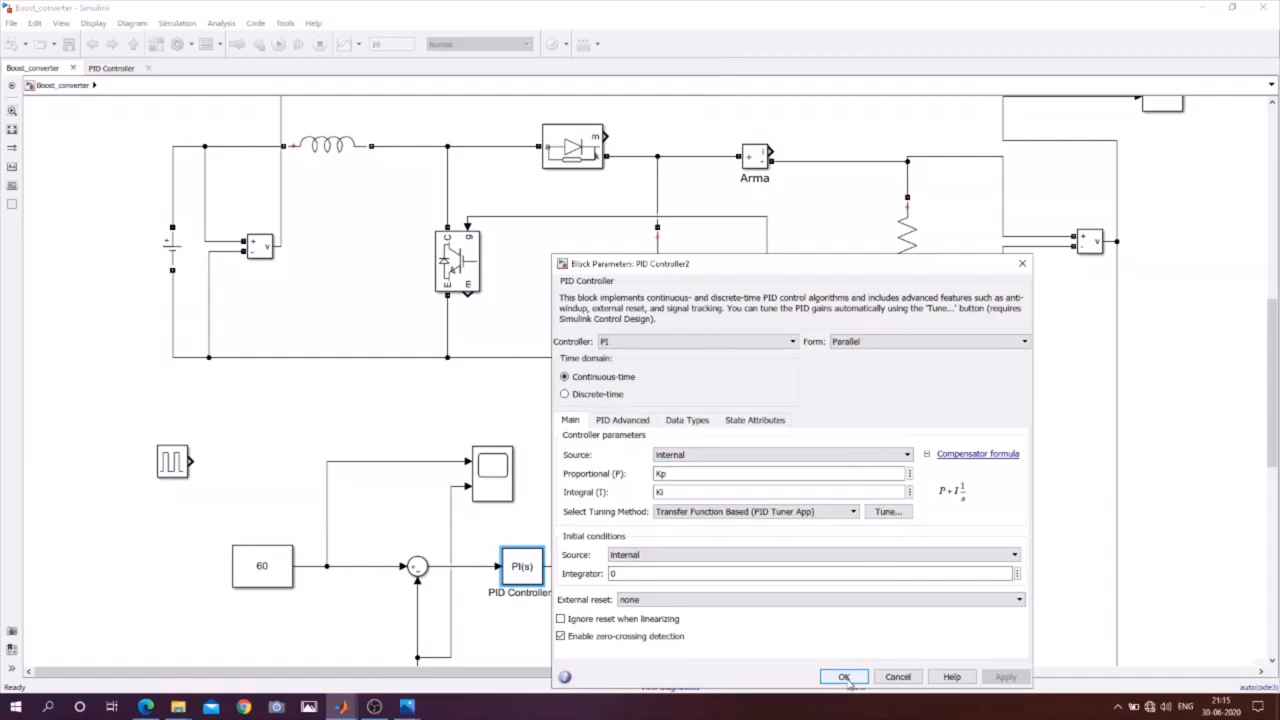 Boost_converter - Simulink
File Edit View Display Diagram Simulation Analysis Code Tools Help
10 Normal
Boost_converter PID Controller
Boost_converter
m
a
k
+ i
-
Arma
+
+ v
-
C g
E m
+ v
-
Block Parameters: PID Controller2
PID Controller
This block implements continuous- and discrete-time PID control algorithms and includes advanced features such as anti-
windup, external reset, and signal tracking. You can tune the PID gains automatically using the 'Tune...' button (requires
Simulink Control Design).
Controller: PI Form: Parallel
Time domain:
Continuous-time
Discrete-time
Main PID Advanced Data Types State Attributes
Controller parameters
Source: internal Compensator formula
Proportional (P): Kp
Integral (I): Ki
P+I 1/s
Select Tuning Method: Transfer Function Based (PID Tuner App) Tune...
Initial conditions
Source: internal
Integrator: 0
External reset: none
Ignore reset when linearizing
Enable zero-crossing detection
60
PI(s)
PID Controller
OK Cancel Help Apply
Ready auto(ode3)
ENG 21:15
30-06-2020